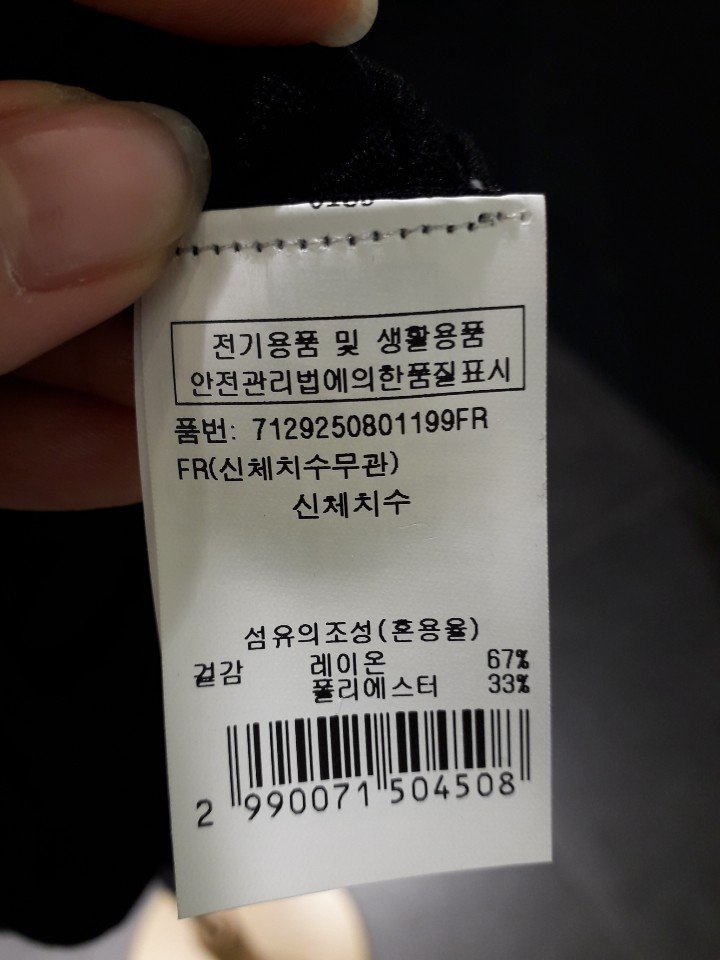 전기용품 및 생활용품
안전관리법에의한품질표시
품번: 7129250801199FR
FR(신체치수무관)
신체치수
섬유의조성(혼용율)
겉감 레이온 67%
폴리에스터 33%
2 990071 504508